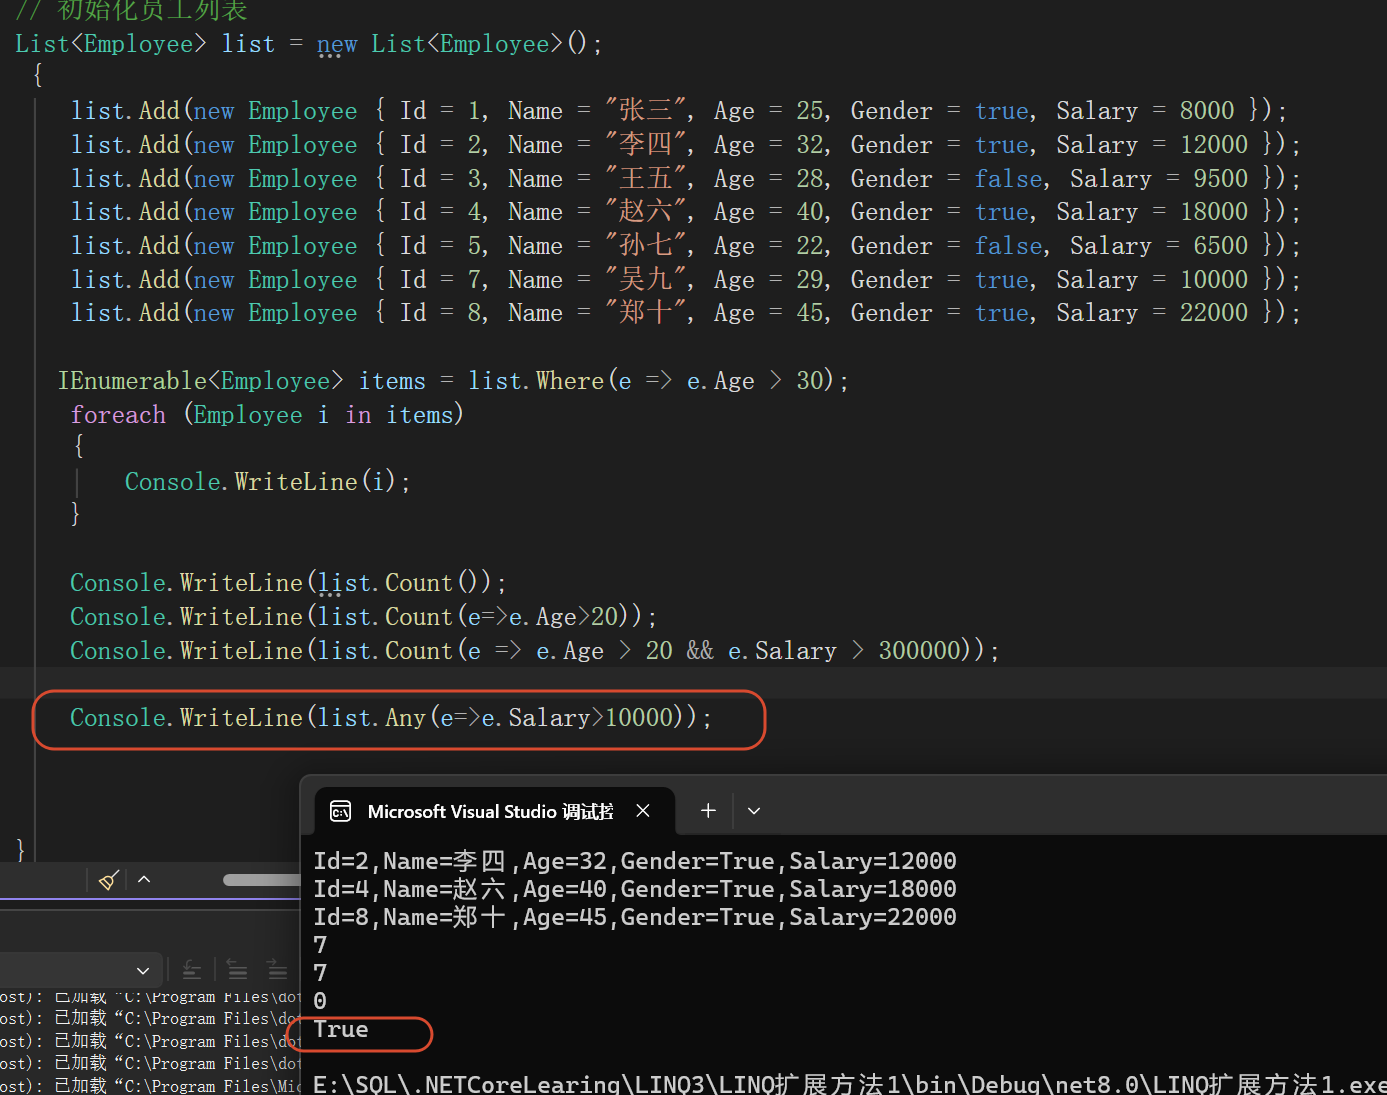 // 初始化员工列表
List<Employee> list = new List<Employee>();
{
list.Add(new Employee { Id = 1, Name = "张三", Age = 25, Gender = true, Salary = 8000 });
list.Add(new Employee { Id = 2, Name = "李四", Age = 32, Gender = true, Salary = 12000 });
list.Add(new Employee { Id = 3, Name = "王五", Age = 28, Gender = false, Salary = 9500 });
list.Add(new Employee { Id = 4, Name = "赵六", Age = 40, Gender = true, Salary = 18000 });
list.Add(new Employee { Id = 5, Name = "孙七", Age = 22, Gender = false, Salary = 6500 });
list.Add(new Employee { Id = 7, Name = "吴九", Age = 29, Gender = true, Salary = 10000 });
list.Add(new Employee { Id = 8, Name = "郑十", Age = 45, Gender = true, Salary = 22000 });
IEnumerable<Employee> items = list.Where(e => e.Age > 30);
foreach (Employee i in items)
{
Console.WriteLine(i);
}
Console.WriteLine(list.Count());
Console.WriteLine(list.Count(e=>e.Age>20));
Console.WriteLine(list.Count(e => e.Age > 20 && e.Salary > 300000));
Console.WriteLine(list.Any(e=>e.Salary>10000));
}
Microsoft Visual Studio 调试控
Id=2,Name=李四,Age=32,Gender=True,Salary=12000
Id=4,Name=赵六,Age=40,Gender=True,Salary=18000
Id=8,Name=郑十,Age=45,Gender=True,Salary=22000
7
7
0
True
E:\SQL\.NETCoreLearing\LINQ3\LINQ扩展方法1\bin\Debug\net8.0\LINQ扩展方法1.exe
ost): 已加载“C:\Program Files\dot
ost): 已加载“C:\Program Files\dot
ost): 已加载“C:\Program Files\dot
ost): 已加载“C:\Program Files\dot
ost): 已加载“C:\Program Files\Mic